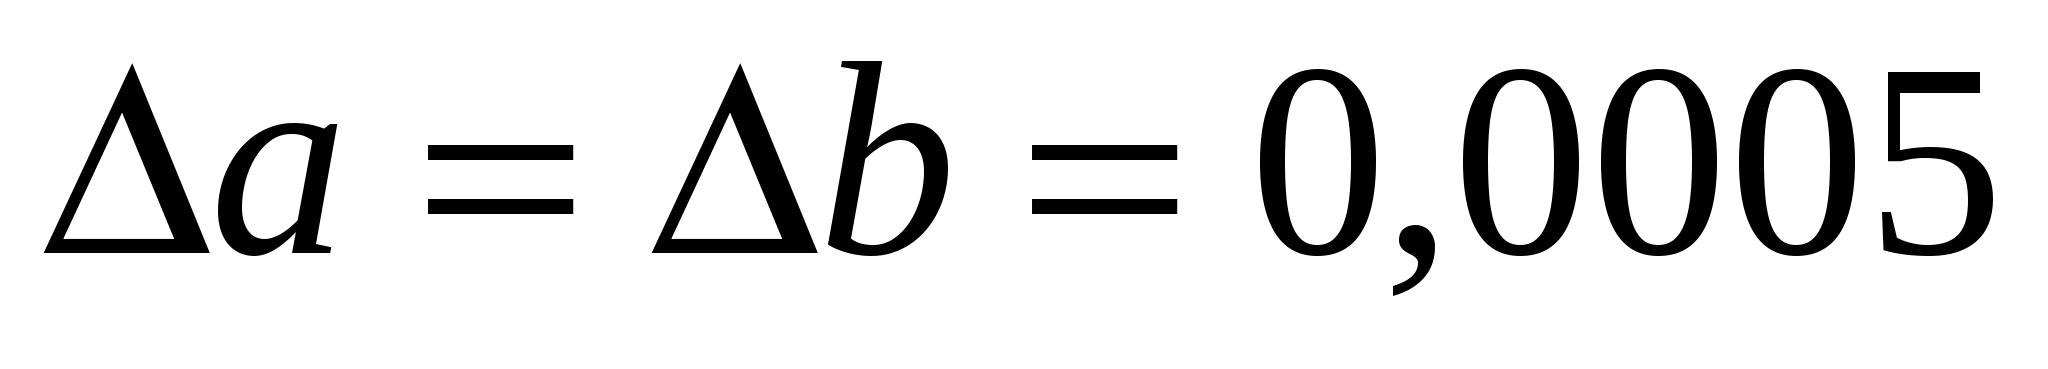 Δa = Δb = 0,0005